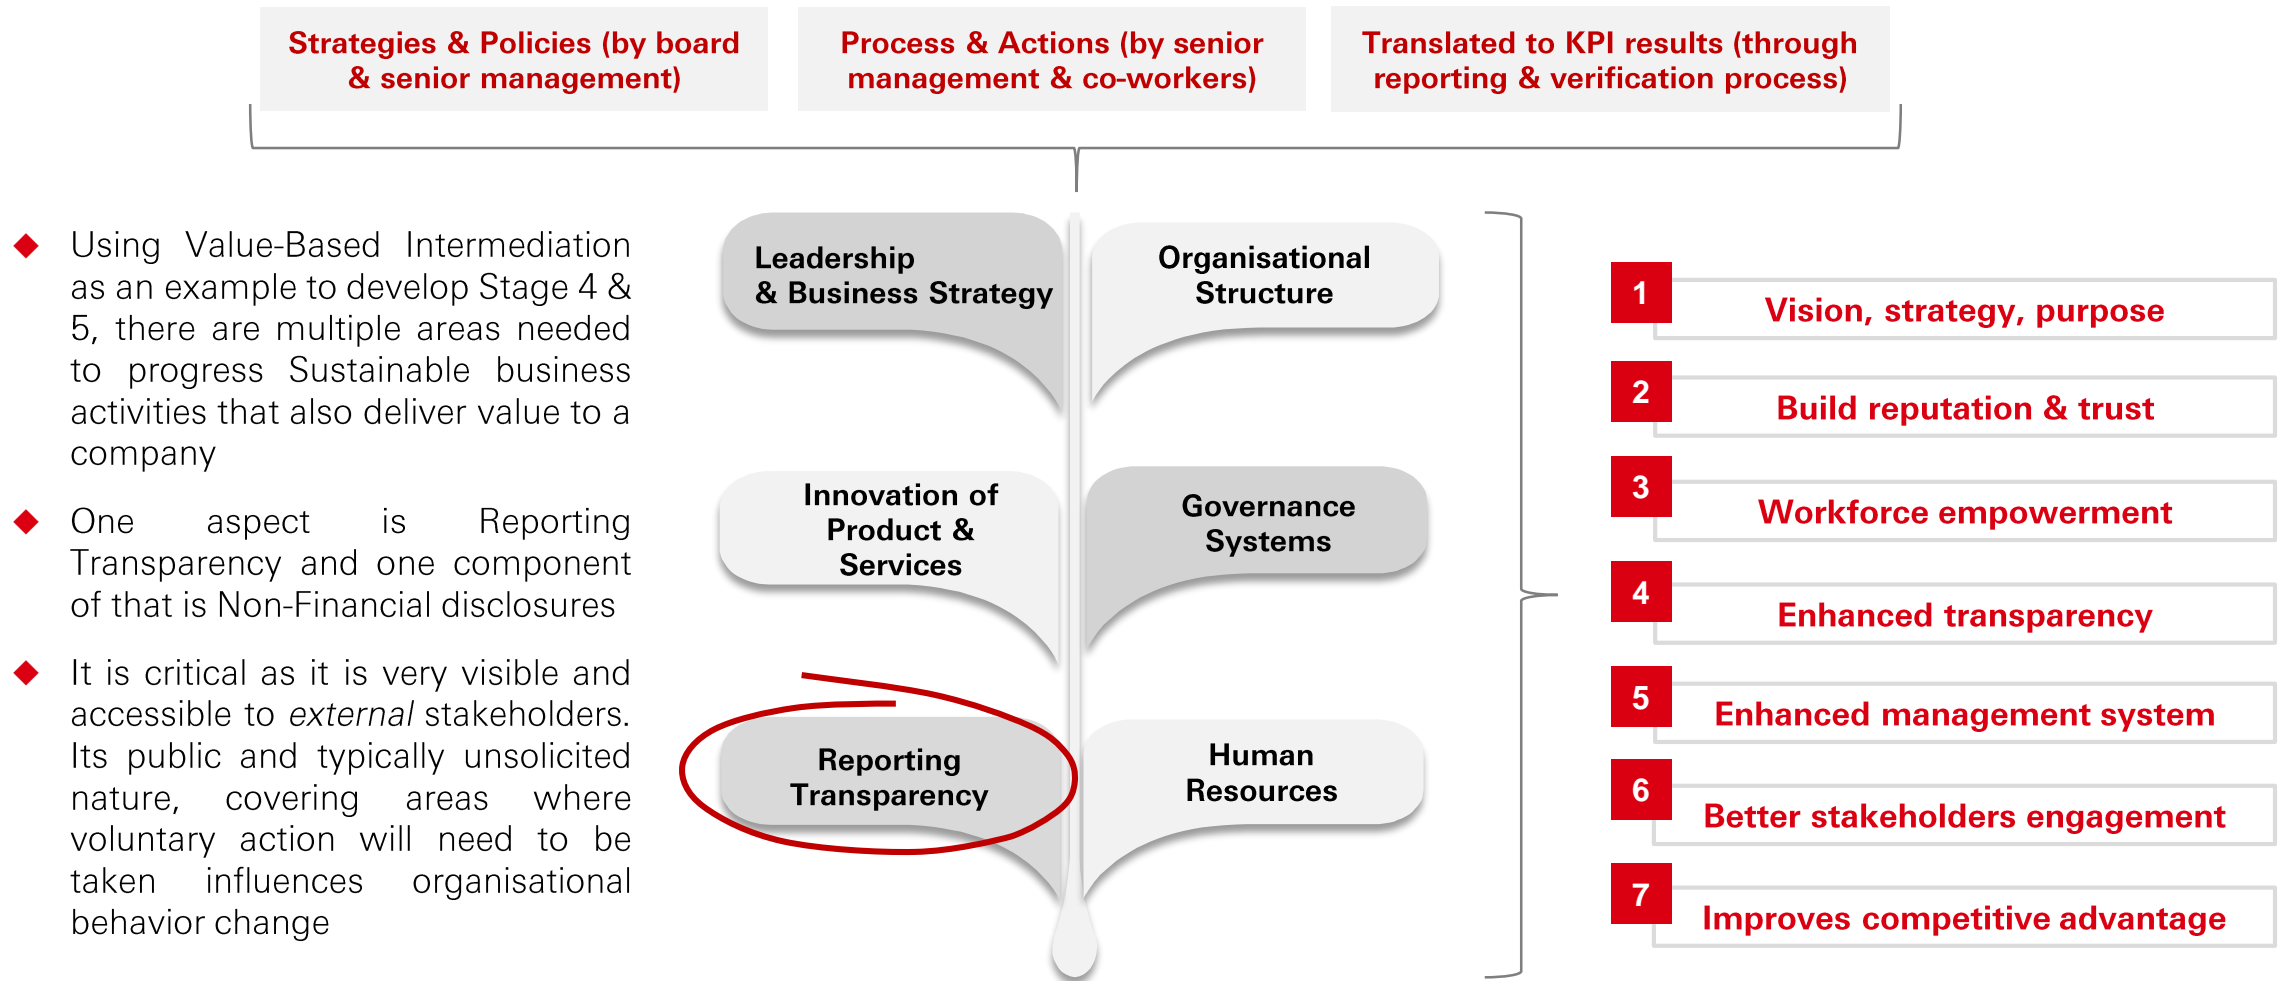 Strategies & Policies (by board
& senior management)
Process & Actions (by senior
management & co-workers)
Translated to KPI results (through
reporting & verification process)
Using Value-Based Intermediation
as an example to develop Stage 4 &
5, there are multiple areas needed
to progress Sustainable business
activities that also deliver value to a
company
One aspect is Reporting
Transparency and one component
of that is Non-Financial disclosures
It is critical as it is very visible and
accessible to external stakeholders.
Its public and typically unsolicited
nature, covering areas where
voluntary action will need to be
taken influences organisational
behavior change
Leadership
& Business Strategy
Organisational
Structure
Innovation of
Product &
Services
Governance
Systems
Reporting
Transparency
Human
Resources
1
Vision, strategy, purpose
2
Build reputation & trust
3
Workforce empowerment
4
Enhanced transparency
5
Enhanced management system
6
Better stakeholders engagement
7
Improves competitive advantage